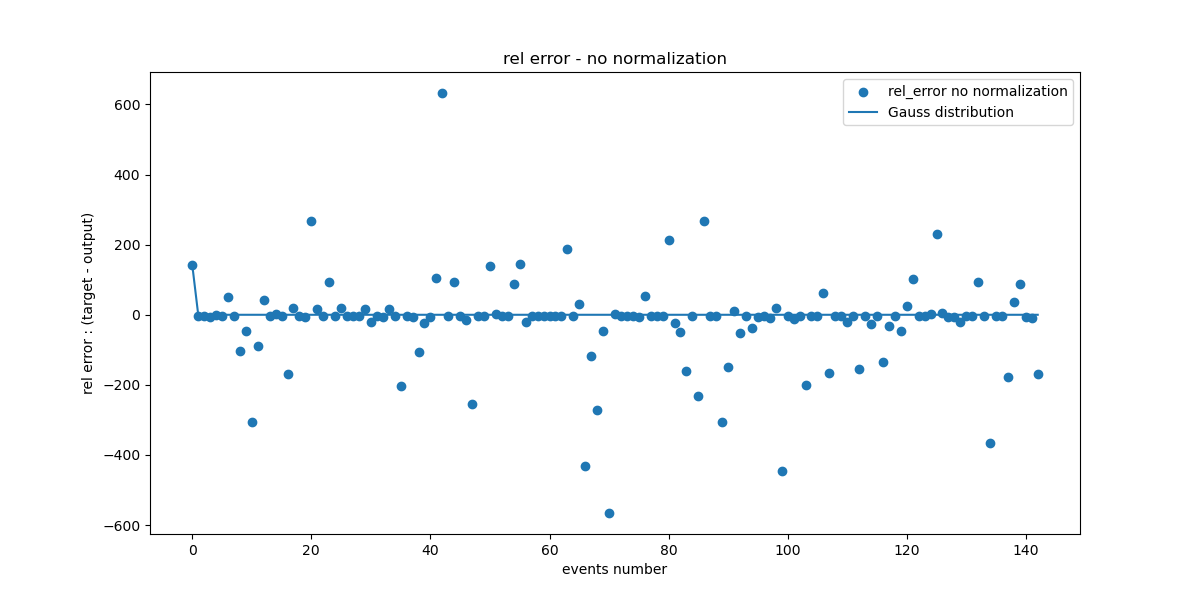 rel error - no normalization
rel_error no normalization
Gauss distribution
600
400
200
0
−200
−400
−600
rel error : (target - output)
0 20 40 60 80 100 120 140
events number